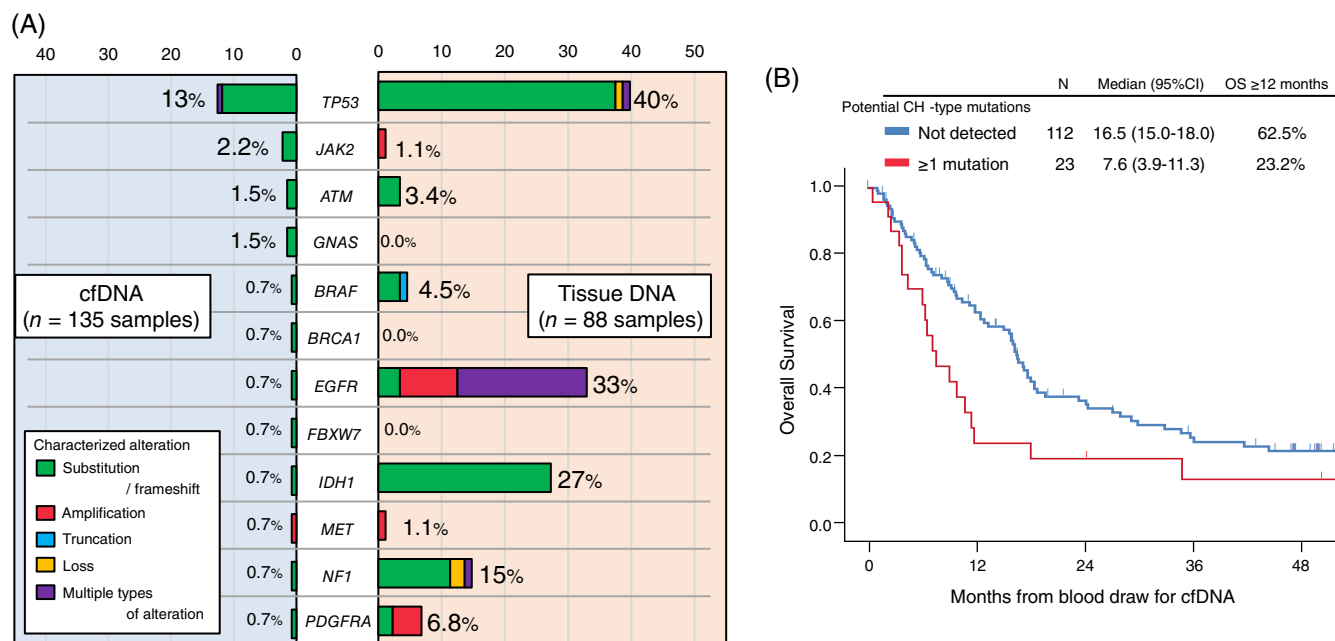 (A)
40 30 20 10 0
0 10 20 30 40 50
13% TP53 40%
2.2% JAK2 1.1%
1.5% ATM 3.4%
1.5% GNAS 0.0%
0.7% BRAF 4.5%
cfDNA
(n = 135 samples)
Tissue DNA
(n = 88 samples)
0.7% BRCA1 0.0%
0.7% EGFR 33%
0.7% FBXW7 0.0%
0.7% IDH1 27%
0.7% MET 1.1%
0.7% NF1 15%
0.7% PDGFRA 6.8%
Characterized alteration
Substitution
/ frameshift
Amplification
Truncation
Loss
Multiple types
of alteration
(B)
N Median (95%CI) OS ≥12 months
Potential CH -type mutations
Not detected 112 16.5 (15.0-18.0) 62.5%
≥1 mutation 23 7.6 (3.9-11.3) 23.2%
Overall Survival
1.0
0.8
0.6
0.4
0.2
0.0
0 12 24 36 48
Months from blood draw for cfDNA